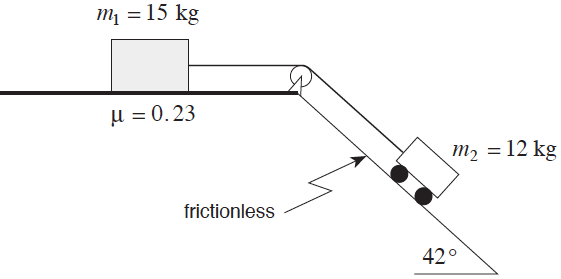 m₁ = 15 kg
μ = 0.23
m₂ = 12 kg
frictionless
42°